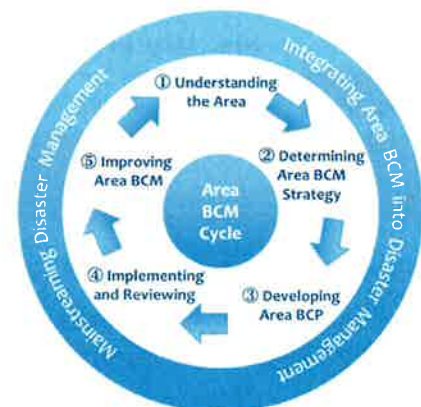 Mainstreaming Disaster Management
Integrating Area BCM into Disaster Management
① Understanding
the Area
② Determining
Area BCM
Strategy
③ Developing
Area BCP
④ Implementing
and Reviewing
⑤ Improving
Area BCM
Area
BCM
Cycle